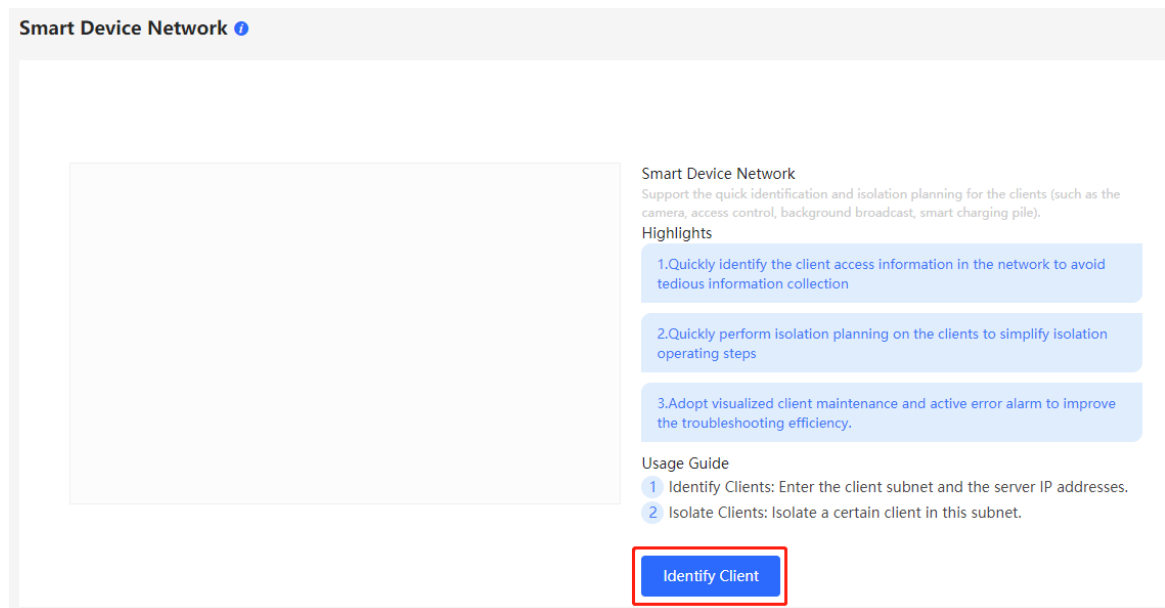 Smart Device Network
Smart Device Network
Support the quick identification and isolation planning for the clients (such as the
camera, access control, background broadcast, smart charging pile).
Highlights
1.Quickly identify the client access information in the network to avoid
tedious information collection
2.Quickly perform isolation planning on the clients to simplify isolation
operating steps
3.Adopt visualized client maintenance and active error alarm to improve
the troubleshooting efficiency.
Usage Guide
1 Identify Clients: Enter the client subnet and the server IP addresses.
2 Isolate Clients: Isolate a certain client in this subnet.
Identify Client